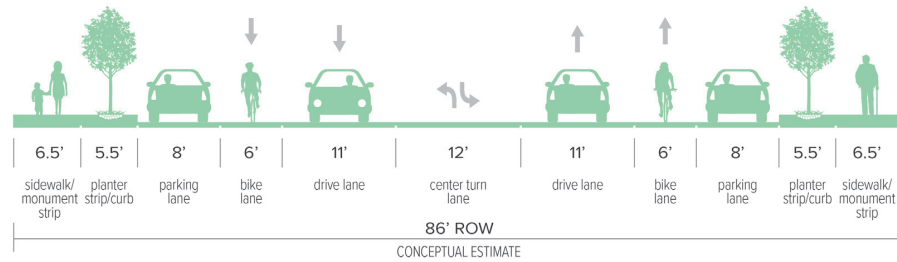 6.5’ 5.5’ 8’ 6’ 11’ 12’ 11’ 6’ 8’ 5.5’ 6.5’
sidewalk/ planter parking bike drive lane center turn drive lane bike parking planter sidewalk/
monument strip/curb lane lane lane lane lane strip/curb monument
strip strip
86’ ROW
CONCEPTUAL ESTIMATE